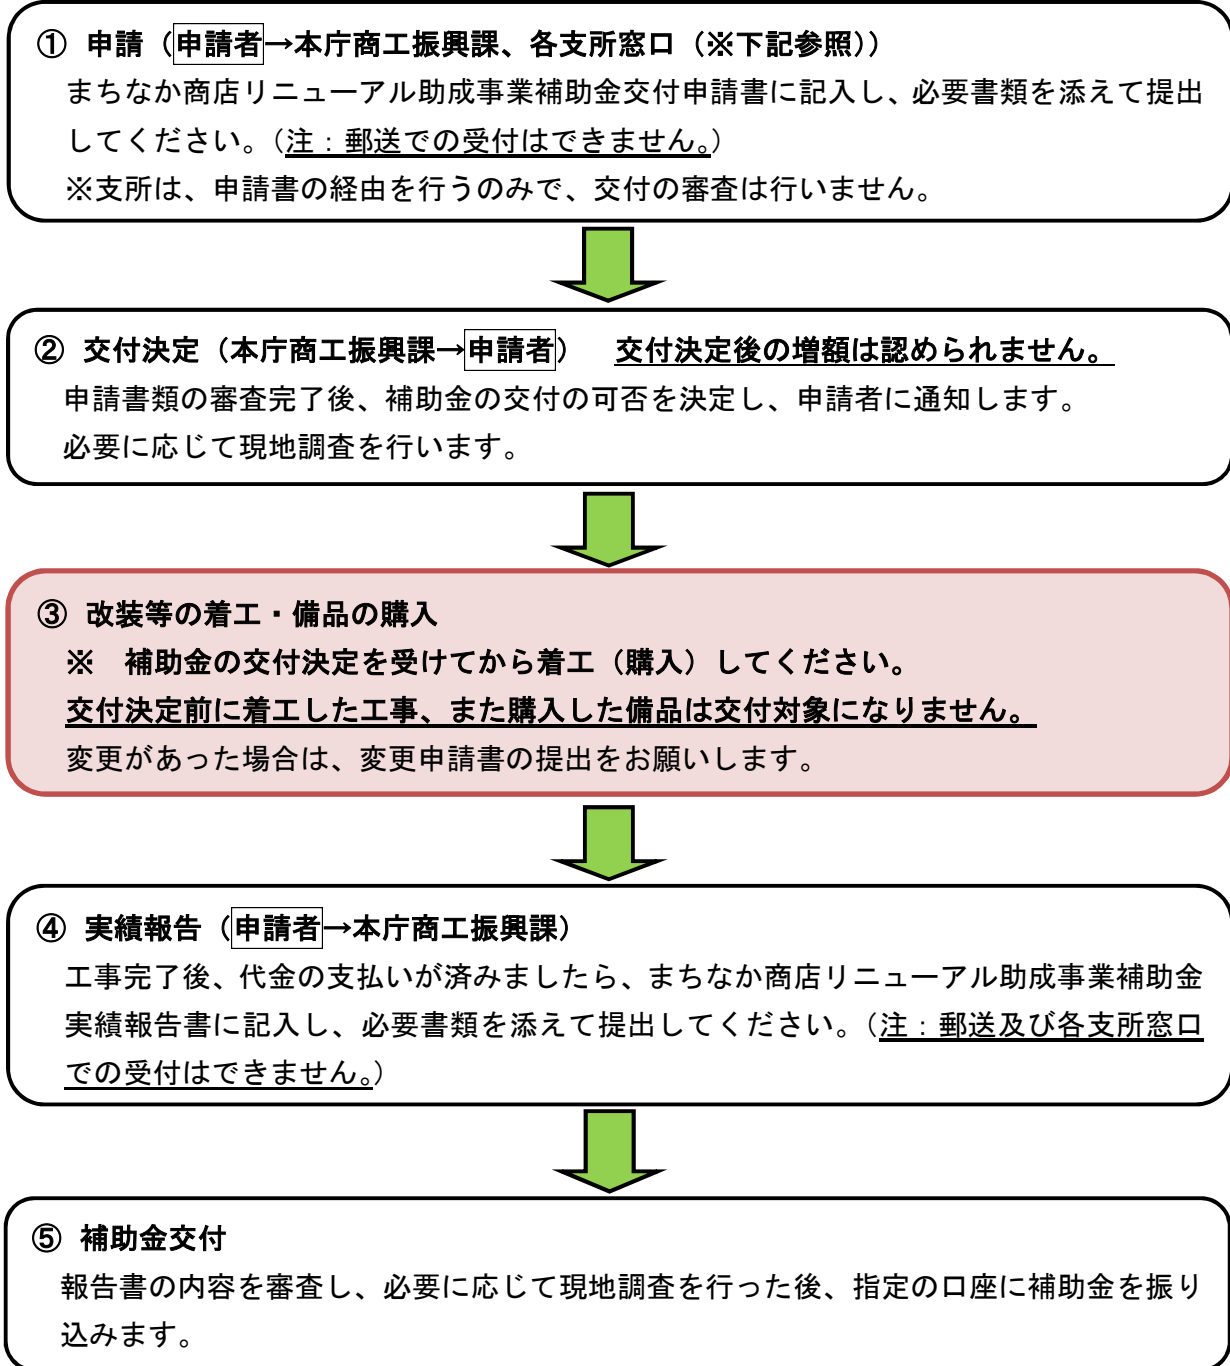 ① 申請（申請者→本庁商工振興課、各支所窓口（※下記参照））
まちなか商店リニューアル助成事業補助金交付申請書に記入し、必要書類を添えて提出
してください。（注：郵送での受付はできません。）
※支所は、申請書の経由を行うのみで、交付の審査は行いません。
② 交付決定（本庁商工振興課→申請者）　交付決定後の増額は認められません。
申請書類の審査完了後、補助金の交付の可否を決定し、申請者に通知します。
必要に応じて現地調査を行います。
③ 改装等の着工・備品の購入
※　補助金の交付決定を受けてから着工（購入）してください。
交付決定前に着工した工事、また購入した備品は交付対象になりません。
変更があった場合は、変更申請書の提出をお願いします。
④ 実績報告（申請者→本庁商工振興課）
工事完了後、代金の支払いが済みましたら、まちなか商店リニューアル助成事業補助金
実績報告書に記入し、必要書類を添えて提出してください。（注：郵送及び各支所窓口
での受付はできません。）
⑤ 補助金交付
報告書の内容を審査し、必要に応じて現地調査を行った後、指定の口座に補助金を振り
込みます。